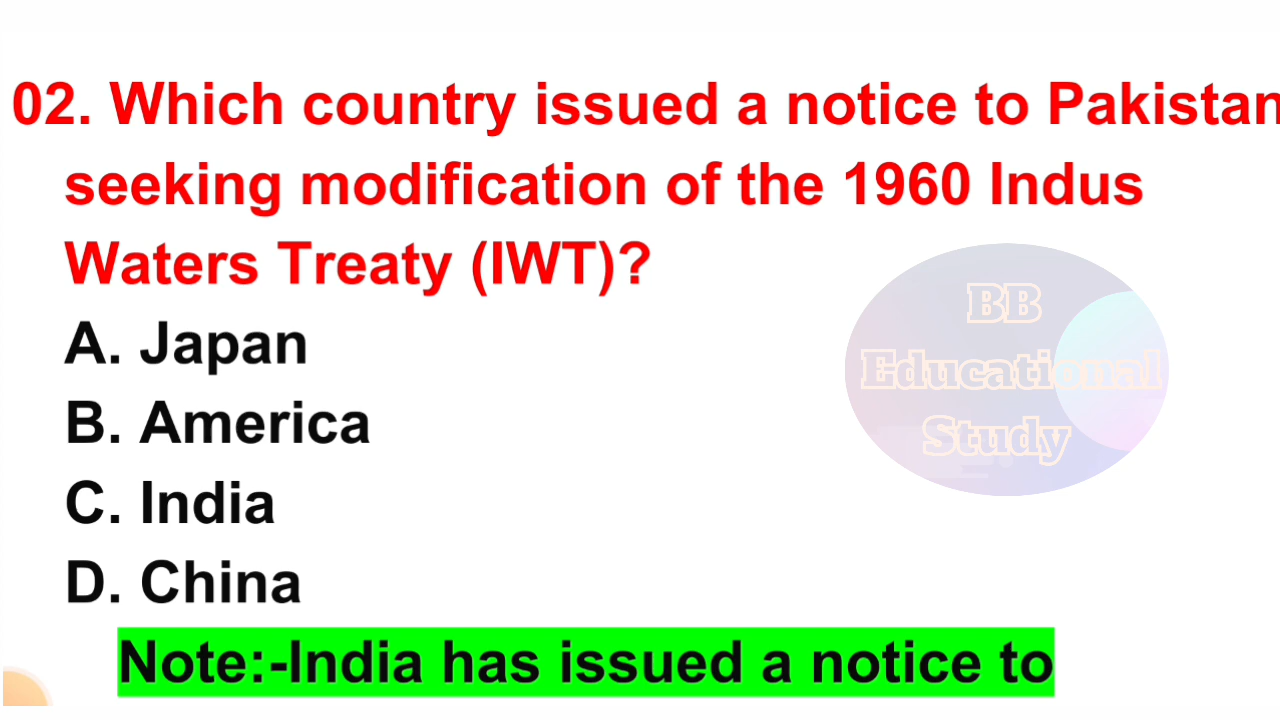 02. Which country issued a notice to Pakistan
seeking modification of the 1960 Indus
Waters Treaty (IWT)?
A. Japan
B. America
C. India
D. China
Note:-India has issued a notice to
BB
Educational
Study